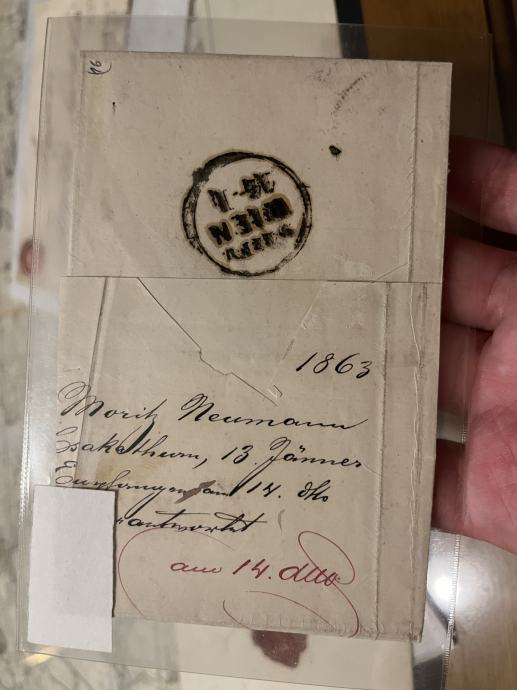 WIEN
1863
Moritz Neumann
Csakathurn, 13 Jänner
Empfangen am 14. dto
antwortet
am 14. dtto